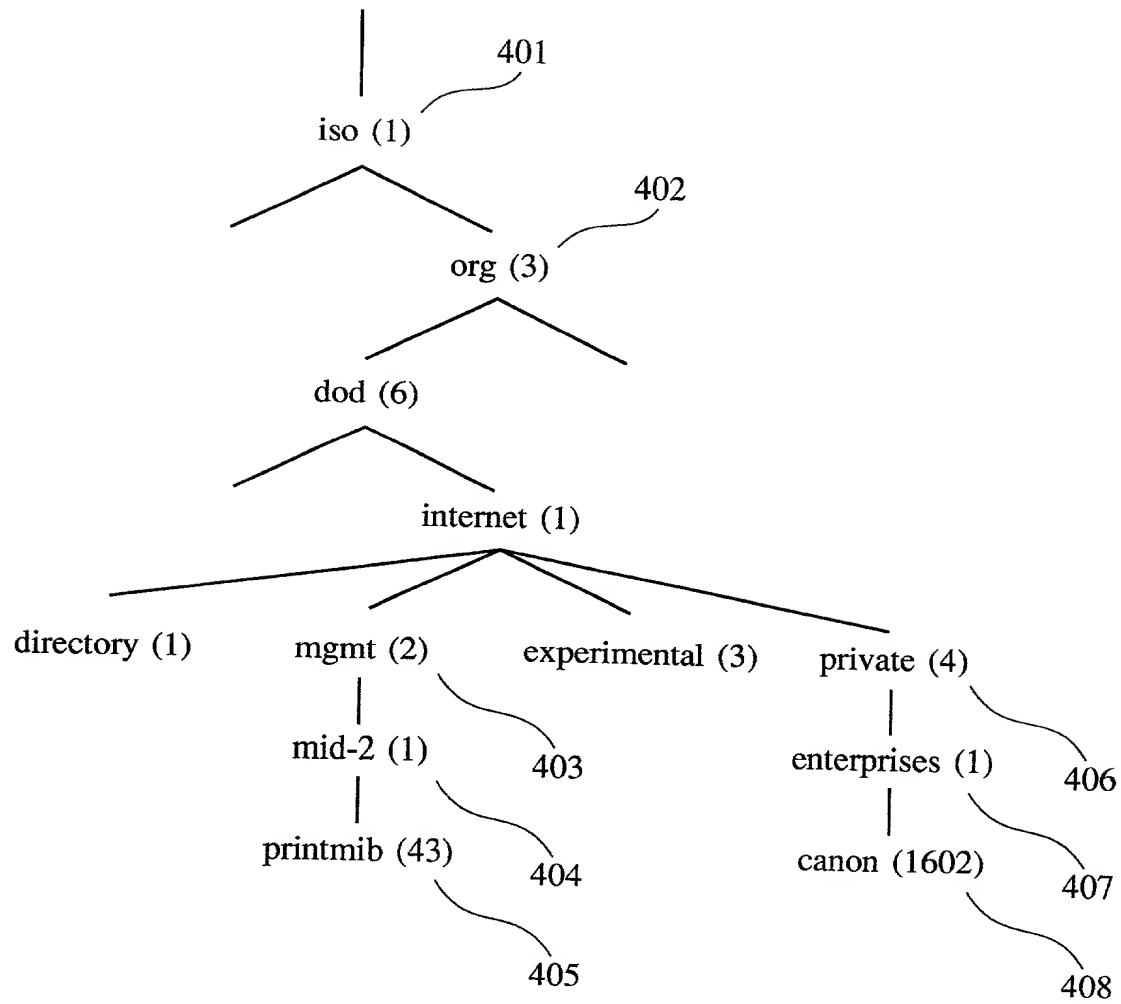 401
iso (1)
402
org (3)
dod (6)
internet (1)
directory (1) mgmt (2) experimental (3) private (4)
mid-2 (1) 403 enterprises (1) 406
printmib (43) 404 canon (1602) 407
405 408